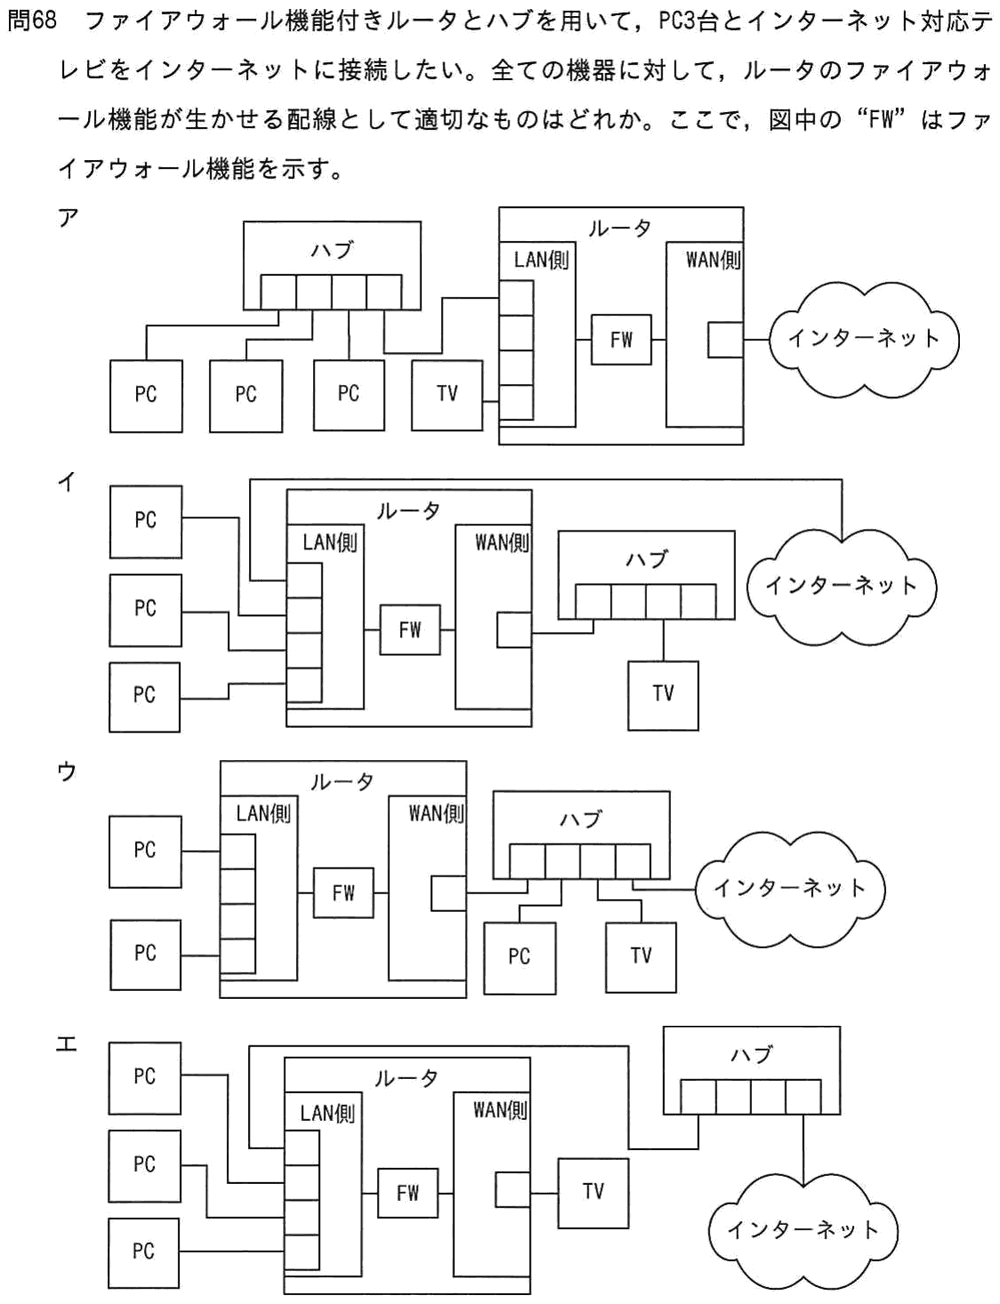 問68 ファイアウォール機能付きルータとハブを用いて，PC3台とインターネット対応テ
レビをインターネットに接続したい。全ての機器に対して，ルータのファイアウォ
ール機能が生かせる配線として適切なものはどれか。ここで，図中の“FW”はファ
イアウォール機能を示す。
ア
ハブ
ルータ
LAN側
WAN側
FW
インターネット
PC
PC
PC
TV
イ
PC
PC
PC
ルータ
LAN側
WAN側
FW
ハブ
TV
インターネット
ウ
PC
PC
ルータ
LAN側
WAN側
FW
ハブ
PC
TV
インターネット
エ
PC
PC
PC
ルータ
LAN側
WAN側
FW
TV
ハブ
インターネット